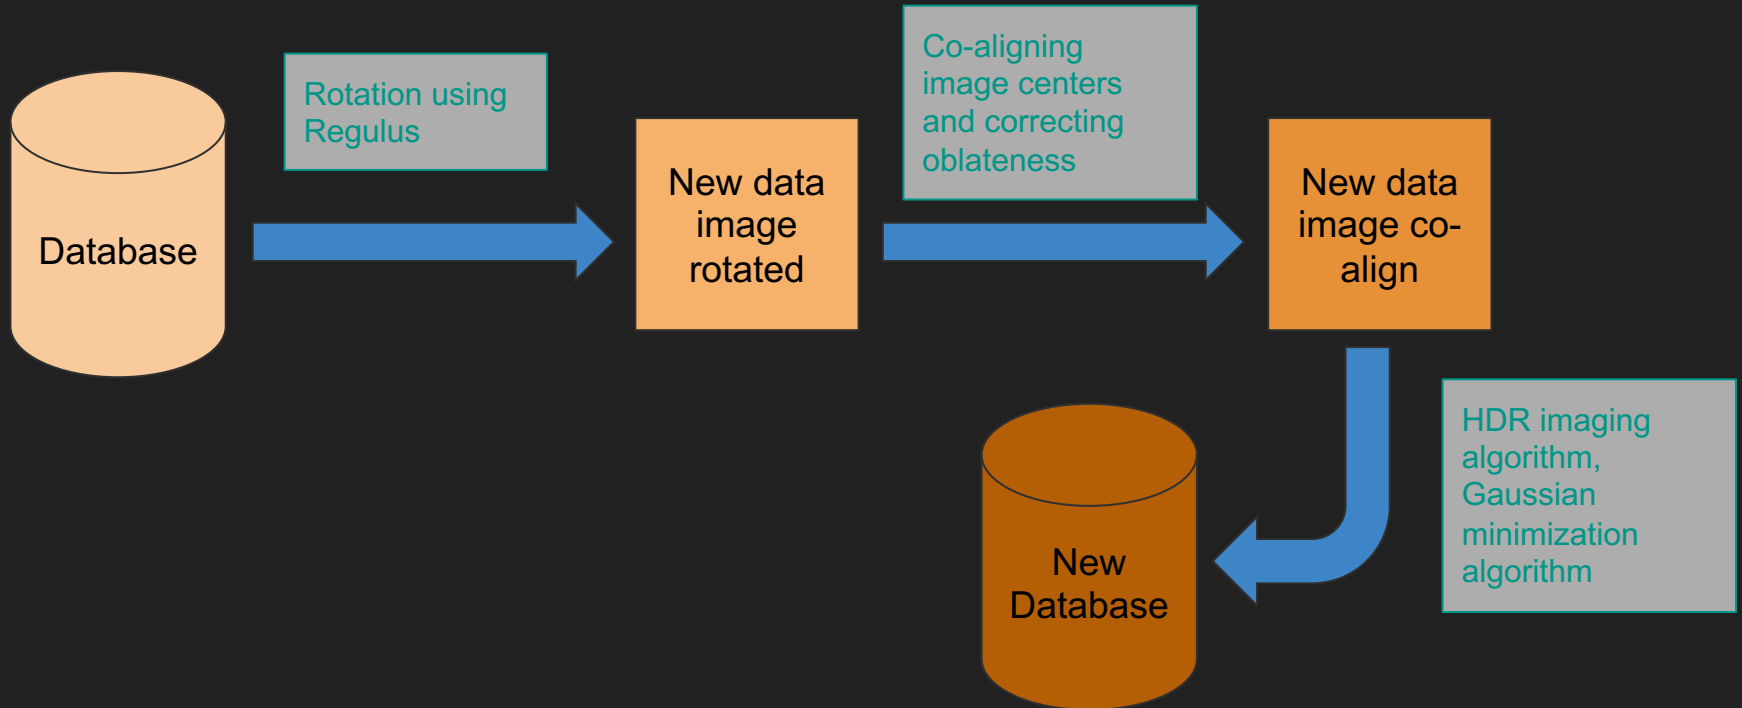 Database
Rotation using
Regulus
New data
image
rotated
Co-aligning
image centers
and correcting
oblateness
New data
image co-
align
HDR imaging
algorithm,
Gaussian
minimization
algorithm
New
Database